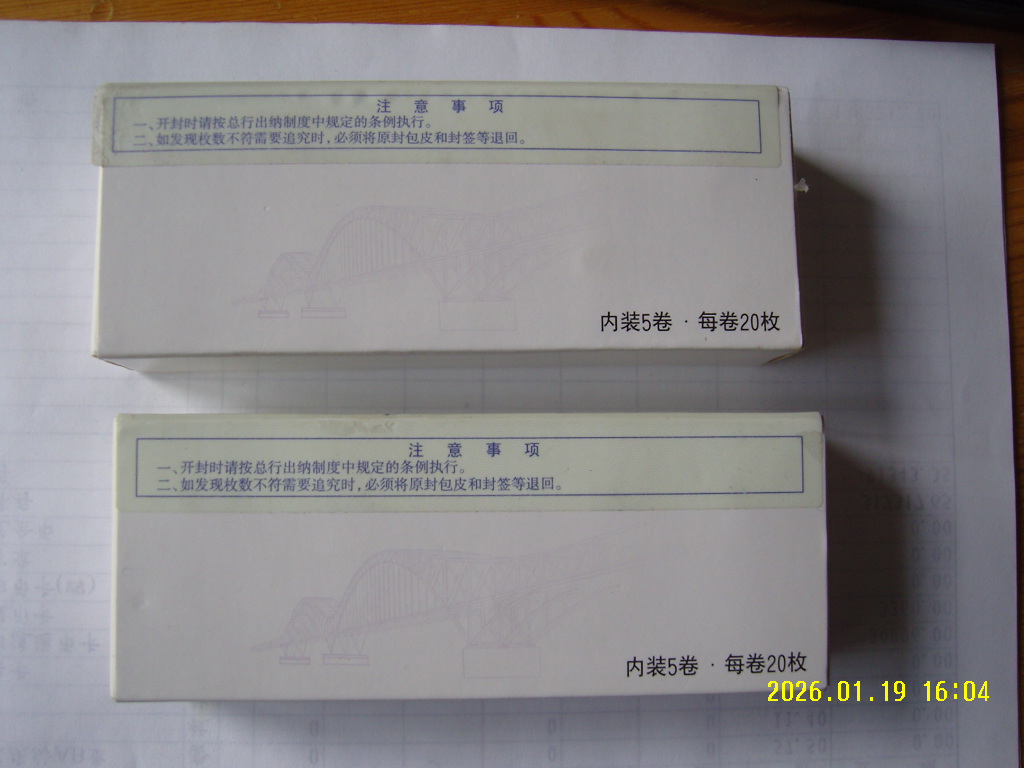 注意事项
一、开封时请按总行出纳制度中规定的条例执行。
二、如发现枚数不符需要追究时,必须将原封包皮和封签等退回。
内装5卷·每卷20枚
注意事项
一、开封时请按总行出纳制度中规定的条例执行。
二、如发现枚数不符需要追究时,必须将原封包皮和封签等退回。
内装5卷·每卷20枚
2026.01.19 16:04